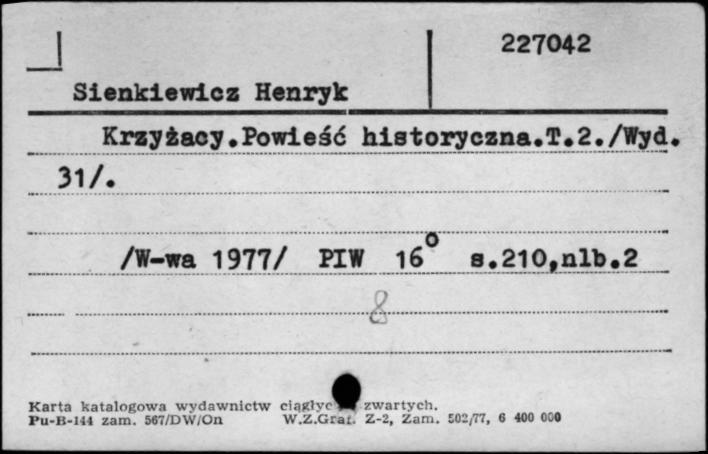 227042
Sienkiewicz Henryk
Krzyżacy.Powieść historyczna.T.2./Wyd.
31/.
/W-wa 1977/ PIW 16° s.210,nlb.2
8
Karta katalogowa wydawnictw zwartych.
Pu-B-144 zam. 567/DW/On W.Z.Graf. Z-2, Zam. 502/77, 6 400 000